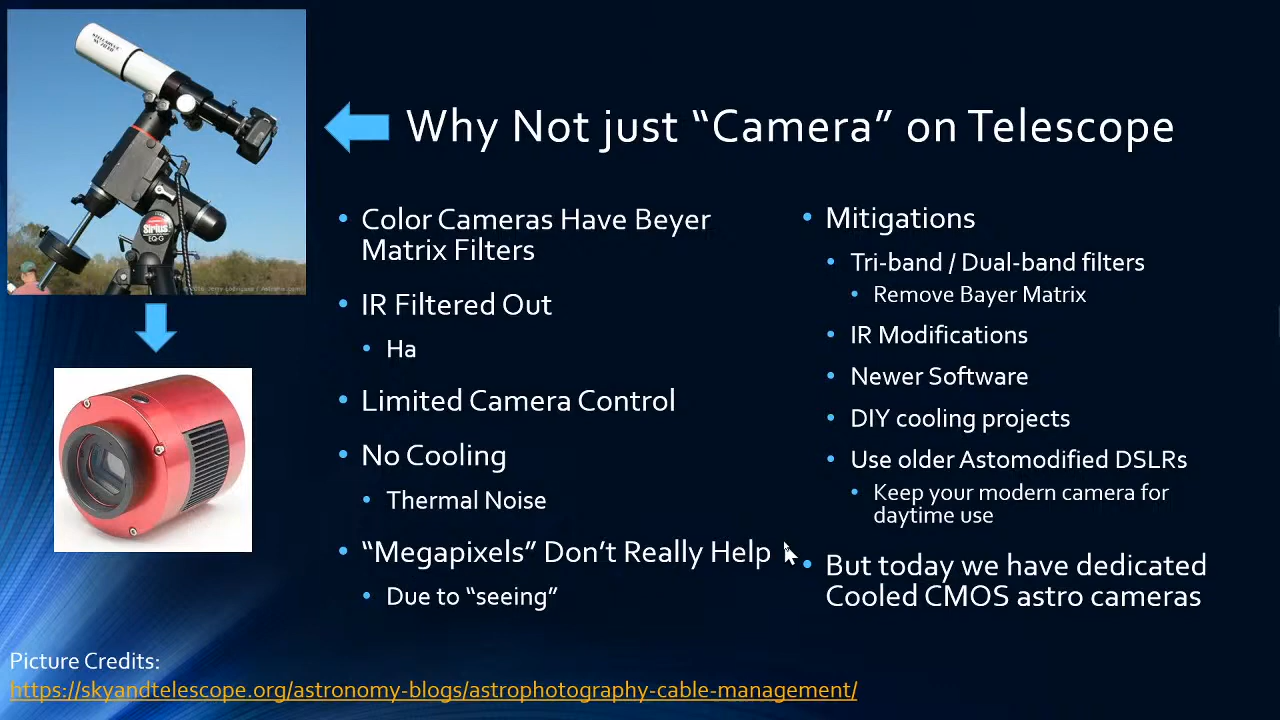 Why Not just “Camera” on Telescope
• Color Cameras Have Beyer
Matrix Filters
• IR Filtered Out
• Ha
• Limited Camera Control
• No Cooling
• Thermal Noise
• “Megapixels” Don’t Really Help
• Due to “seeing”
• Mitigations
• Tri-band / Dual-band filters
• Remove Bayer Matrix
• IR Modifications
• Newer Software
• DIY cooling projects
• Use older Astomodified DSLRs
• Keep your modern camera for
daytime use
• But today we have dedicated
Cooled CMOS astro cameras
Sirius
EQ-G
Picture Credits:
https://skyandtelescope.org/astronomy-blogs/astrophotography-cable-management/